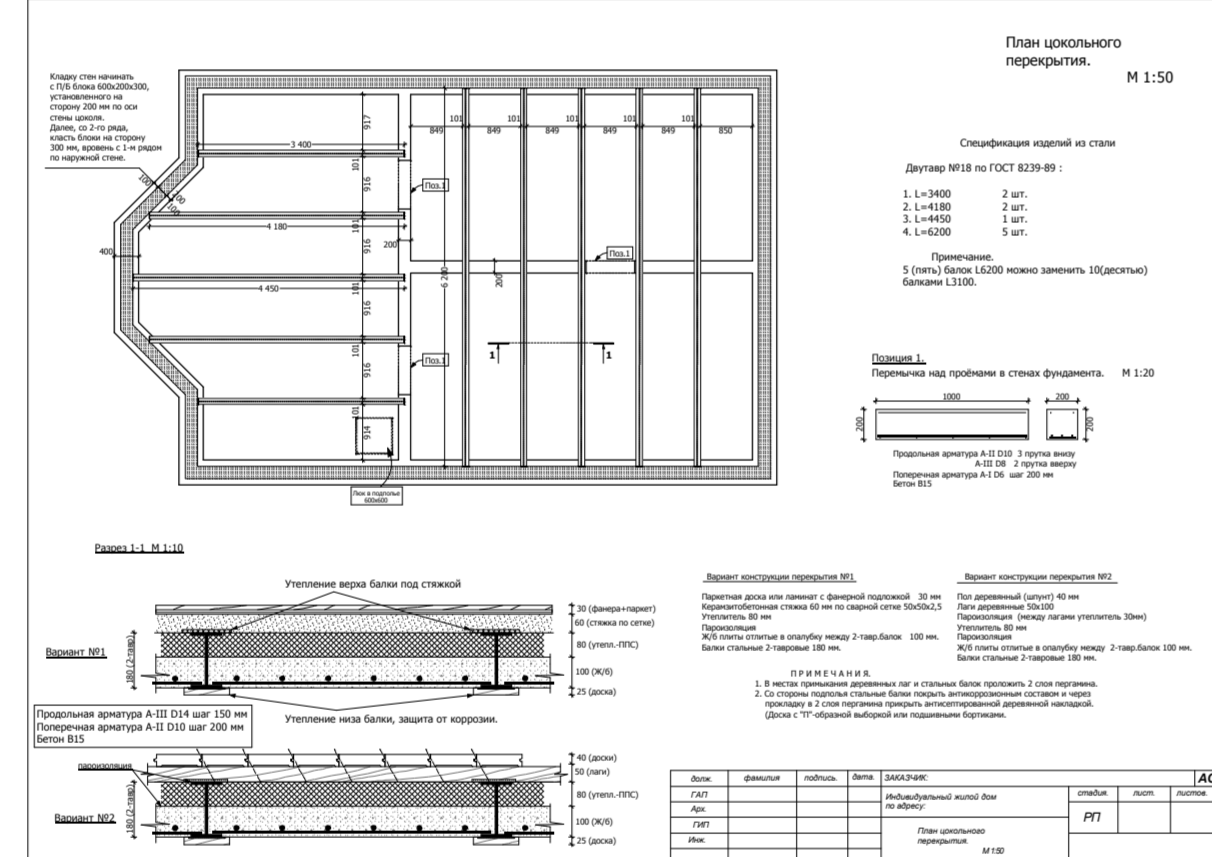 План цокольного
перекрытия.
М 1:50
Кладку стен начинать
с П/Б блока 600х200х300,
установленного на
сторону 200 мм по оси
стены цоколя.
Далее, со 2-го ряда,
класть блоки на сторону
300 мм, вровень с 1-м рядом
по наружной стене.
100
200
100
400
3 400
4 180
4 450
917
101
916
101
916
101
916
101
916
101
914
200
6 200
200
849
101
849
101
849
101
849
101
849
101
850
Поз.1
Поз.1
Поз.1
1
1
Люк в подполье
600х600
Спецификация изделий из стали
Двутавр №18 по ГОСТ 8239-89 :
1. L=3400 2 шт.
2. L=4180 2 шт.
3. L=4450 1 шт.
4. L=6200 5 шт.
Примечание.
5 (пять) балок L6200 можно заменить 10(десятью)
балками L3100.
Позиция 1.
Перемычка над проёмами в стенах фундамента. М 1:20
1000
200
200
200
Продольная арматура А-II D10 3 прутка внизу
А-III D8 2 прутка вверху
Поперечная арматура А-I D6 шаг 200 мм
Бетон В15
Разрез 1-1 М 1:10
Утепление верха балки под стяжкой
30 (фанера+паркет)
60 (стяжка по сетке)
80 (утепл.-ППС)
100 (Ж/б)
25 (доска)
180 (2-тавр)
Вариант №1
Утепление низа балки, защита от коррозии.
Продольная арматура А-III D14 шаг 150 мм
Поперечная арматура А-II D10 шаг 200 мм
Бетон В15
пароизоляция
40 (доски)
50 (лаги)
80 (утепл.-ППС)
100 (Ж/б)
25 (доска)
180 (2-тавр)
Вариант №2
Вариант конструкции перекрытия №1
Паркетная доска или ламинат с фанерной подложкой 30 мм
Керамзитобетонная стяжка 60 мм по сварной сетке 50х50х2,5
Утеплитель 80 мм
Пароизоляция
Ж/б плиты отлитые в опалубку между 2-тавр.балок 100 мм.
Балки стальные 2-тавровые 180 мм.
Вариант конструкции перекрытия №2
Пол деревянный (шпунт) 40 мм
Лаги деревянные 50х100
Пароизоляция (между лагами утеплитель 30мм)
Утеплитель 80 мм
Пароизоляция
Ж/б плиты отлитые в опалубку между 2-тавр.балок 100 мм.
Балки стальные 2-тавровые 180 мм.
П Р И М Е Ч А Н И Я.
1. В местах примыкания деревянных лаг и стальных балок проложить 2 слоя пергамина.
2. Со стороны подполья стальные балки покрыть антикоррозионным составом и через
прокладку в 2 слоя пергамина прикрыть антисептированной деревянной накладкой.
(Доска с "П"-образной выборкой или подшивными бортиками.
долж. фамилия подпись. дата. ЗАКАЗЧИК:
ГАП
Арх.
ГИП
Инж.
Индивидуальный жилой дом
по адресу:
стадия. лист. листов.
РП
План цокольного
перекрытия.
М 1:50